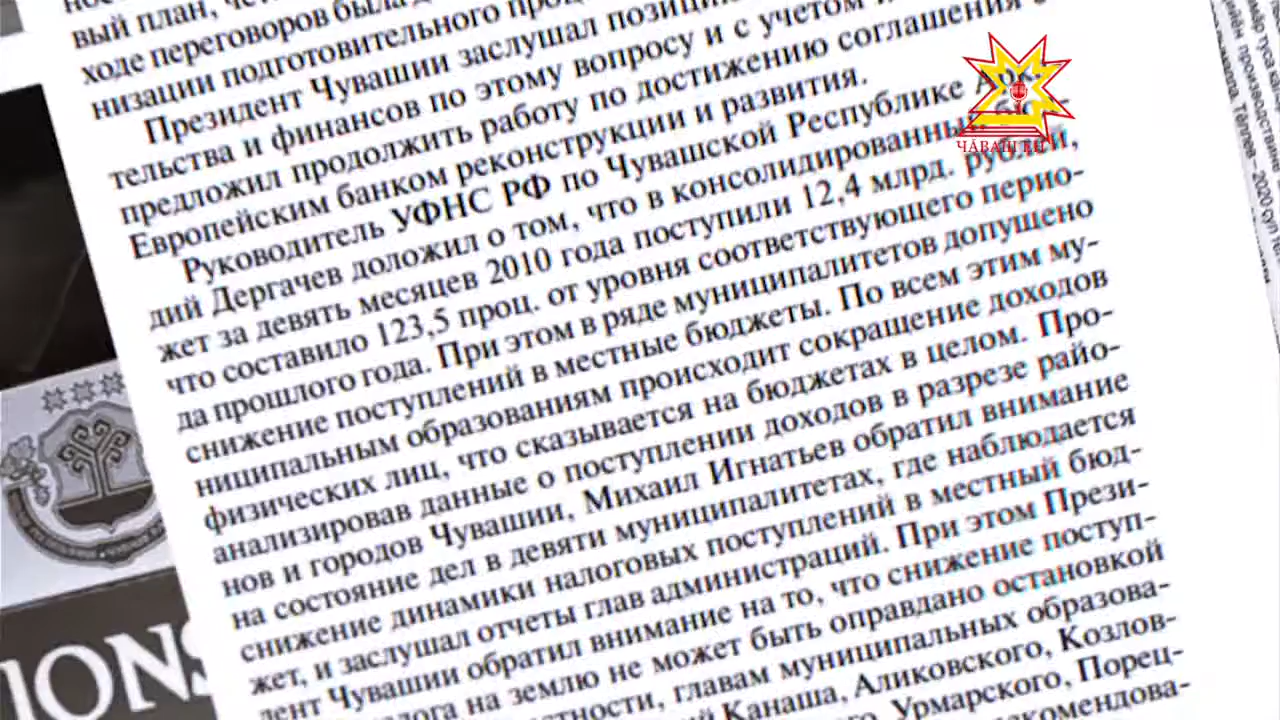 вый план,
ходе переговоров была
низации подготовительного
Президент Чувашии заслушал
тельства и финансов по этому вопросу и с учетом
предложил продолжить работу по достижению соглашения с
Европейским банком реконструкции и развития.
Руководитель УФНС РФ по Чувашской Республике
дий Дергачев доложил о том, что в консолидированный бюд-
жет за девять месяцев 2010 года поступили 12,4 млрд. рублей,
что составило 123,5 проц. от уровня соответствующего перио-
да прошлого года. При этом в ряде муниципалитетов допущено
снижение поступлений в местные бюджеты. По всем этим му-
ниципальным образованиям происходит сокращение доходов
физических лиц, что сказывается на бюджетах в целом. Про-
анализировав данные о поступлении доходов в разрезе райо-
нов и городов Чувашии, Михаил Игнатьев обратил внимание
на состояние дел в девяти муниципалитетах, где наблюдается
снижение динамики налоговых поступлений в местный бюд-
жет, и заслушал отчеты глав администраций. При этом Прези-
дент Чувашии обратил внимание на то, что снижение поступ-
на землю не может быть оправдано остановкой
главам муниципальных образова-
Канаша, Аликовского, Козлов-
Урмарского, Порец-
ЧӐВАШ ЕН
IONS